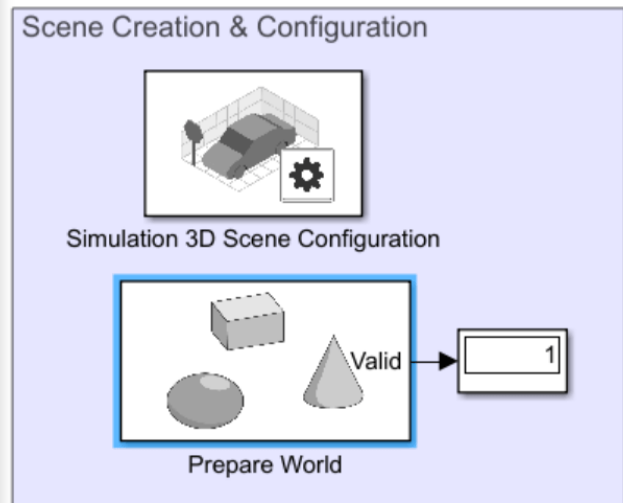 Scene Creation & Configuration
Simulation 3D Scene Configuration
Valid
1
Prepare World